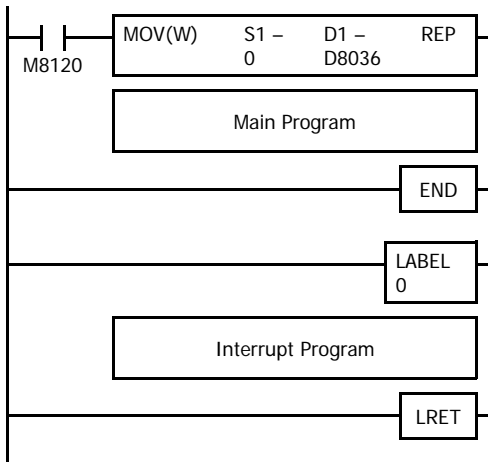 MOV(W) S1 – D1 – REP
0 D8036
M8120
Main Program
END
LABEL
0
Interrupt Program
LRET